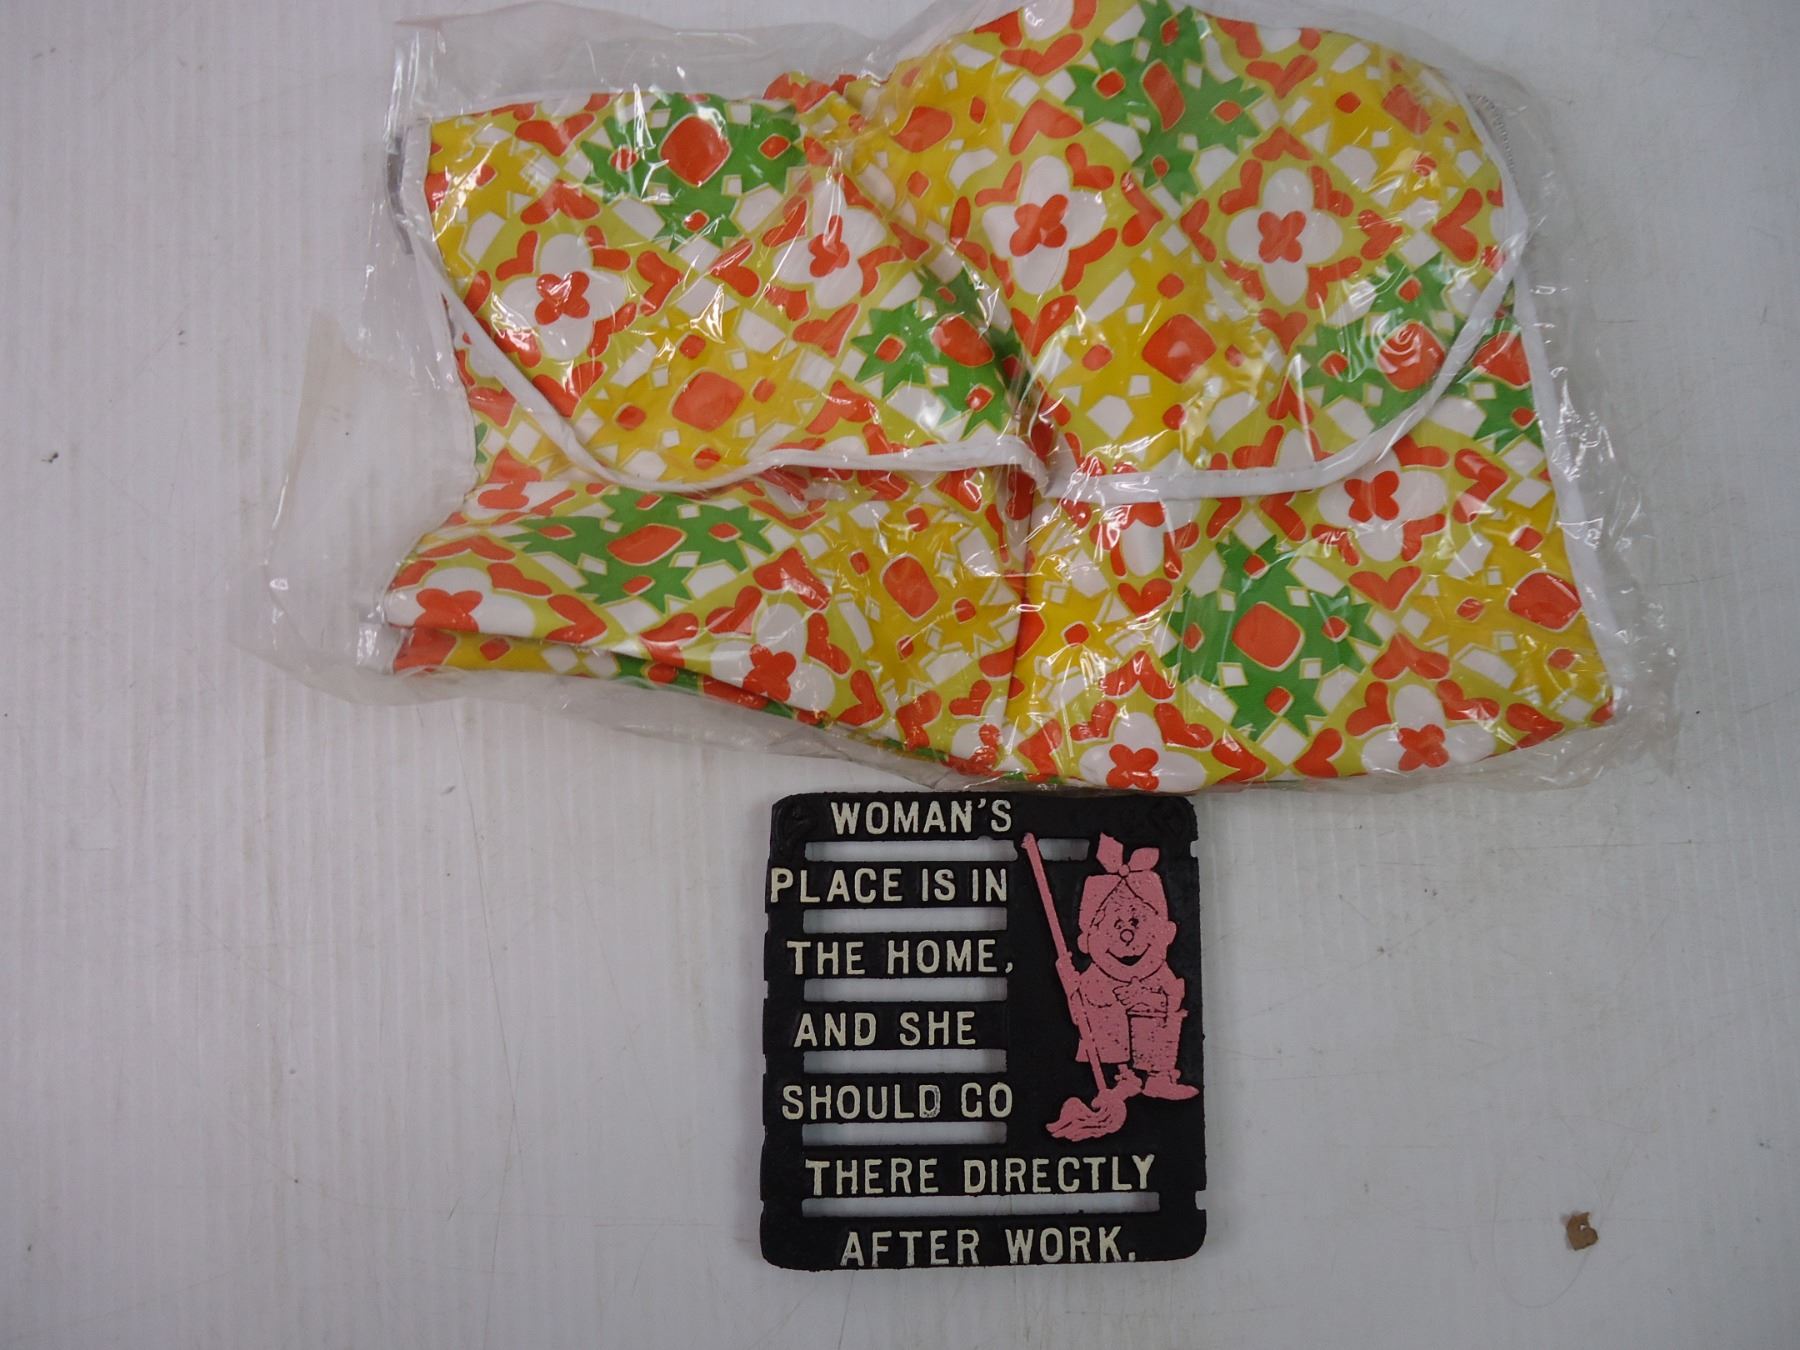 WOMAN'S
PLACE IS IN
THE HOME,
AND SHE
SHOULD GO
THERE DIRECTLY
AFTER WORK.